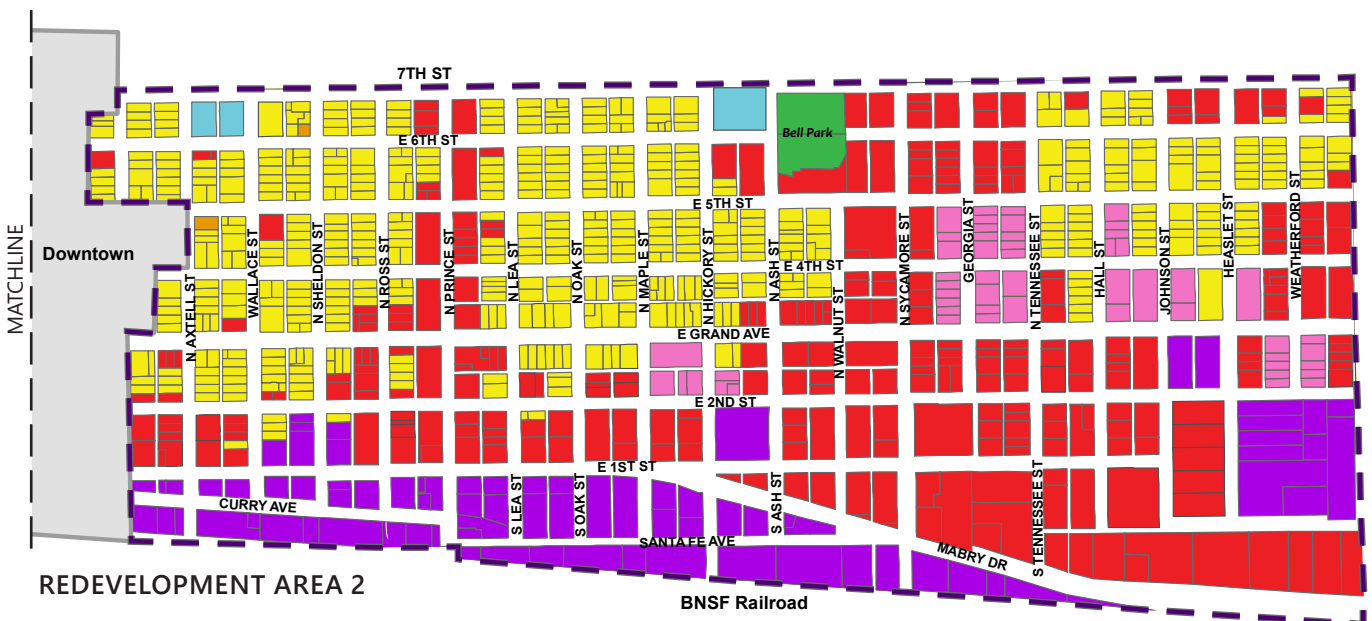 7TH ST
E 6TH ST
Bell Park
E 5TH ST
MATCHLINE
Downtown
N AXTELL ST
WALLACE ST
N SHELDON ST
N ROSS ST
N PRINCE ST
N LEA ST
N OAK ST
N MAPLE ST
N HICKORY ST
N ASH ST
E 4TH ST
N WALNUT ST
N SYCAMORE ST
GEORGIA ST
N TENNESSEE ST
HALL ST
JOHNSON ST
HEASLET ST
WEATHERFORD ST
E GRAND AVE
E 2ND ST
E 1ST ST
CURRY AVE
S LEA ST
S OAK ST
S ASH ST
S TENNESSEE ST
SANTA FE AVE
MABRY DR
REDEVELOPMENT AREA 2
BNSF Railroad